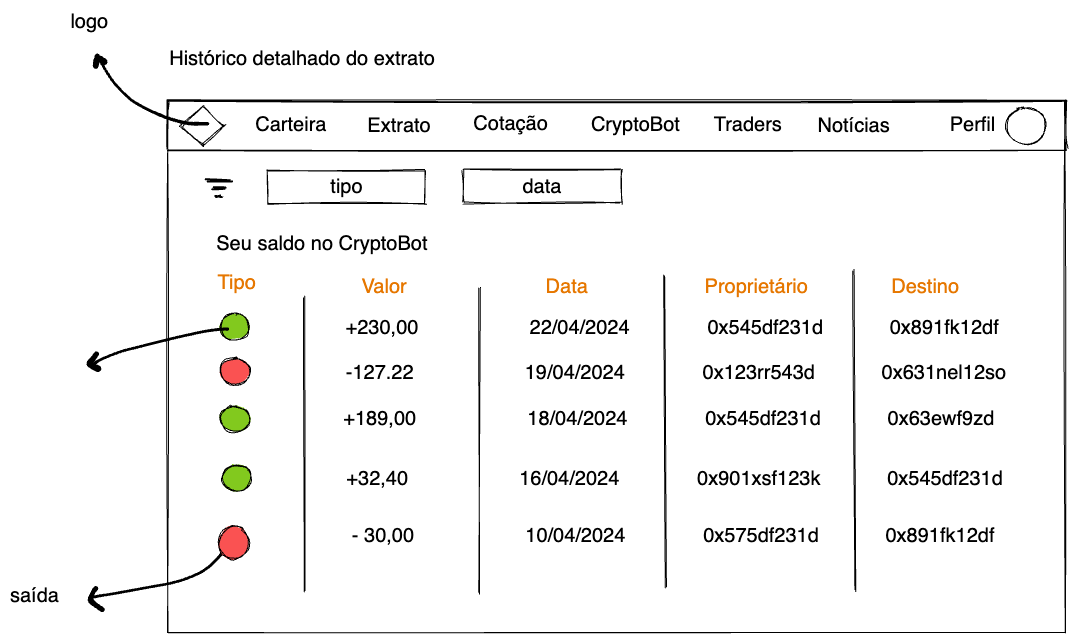 logo
Histórico detalhado do extrato
Carteira Extrato Cotação CryptoBot Traders Notícias Perfil
tipo data
Seu saldo no CryptoBot
Tipo Valor Data Proprietário Destino
+230,00 22/04/2024 0x545df231d 0x891fk12df
-127.22 19/04/2024 0x123rr543d 0x631nel12so
+189,00 18/04/2024 0x545df231d 0x63ewf9zd
+32,40 16/04/2024 0x901xsf123k 0x545df231d
- 30,00 10/04/2024 0x575df231d 0x891fk12df
saída